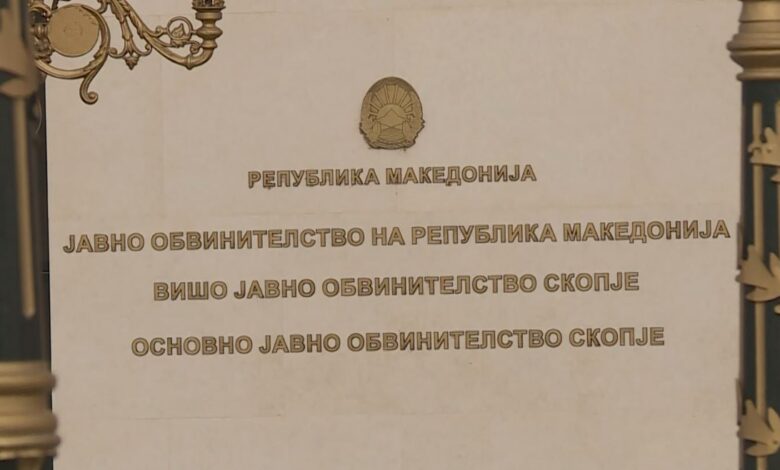 РЕПУБЛИКА МАКЕДОНИЈА
ЈАВНО ОБВИНИТЕЛСТВО НА РЕПУБЛИКА МАКЕДОНИЈА
ВИШО ЈАВНО ОБВИНИТЕЛСТВО СКОПЈЕ
ОСНОВНО ЈАВНО ОБВИНИТЕЛСТВО СКОПЈЕ